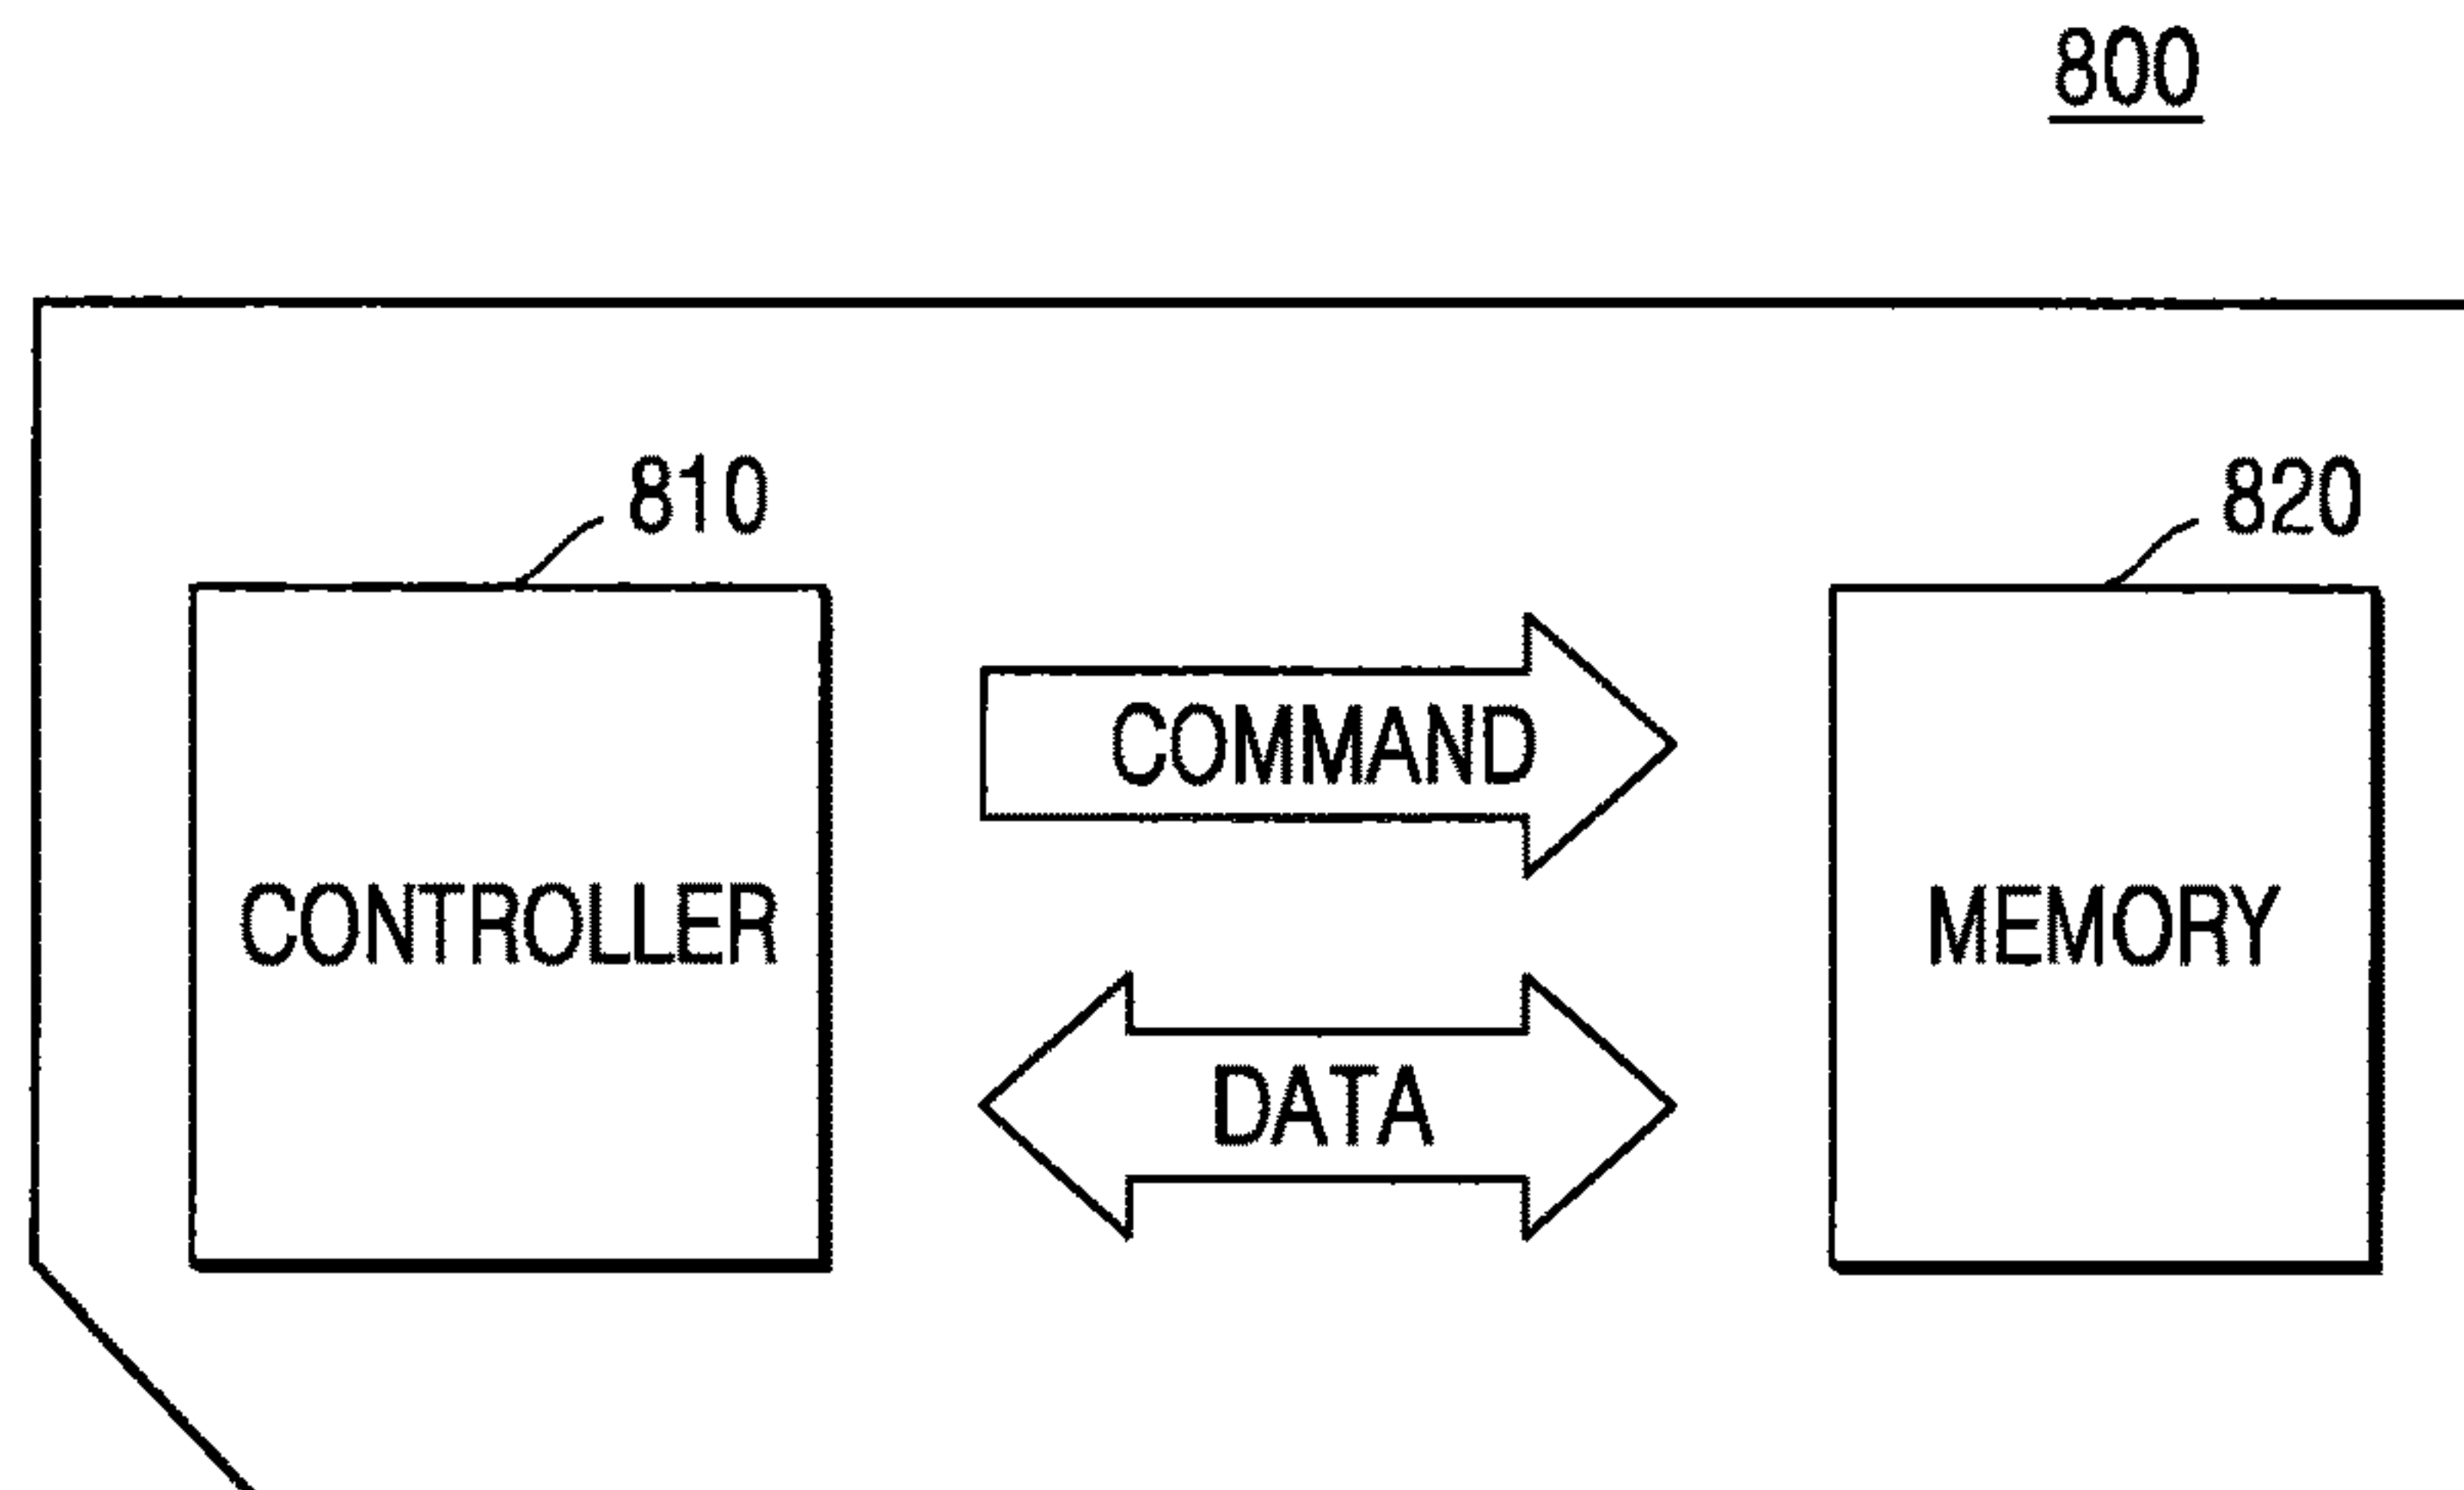 800
810
820
COMMAND
CONTROLLER
MEMORY
DATA